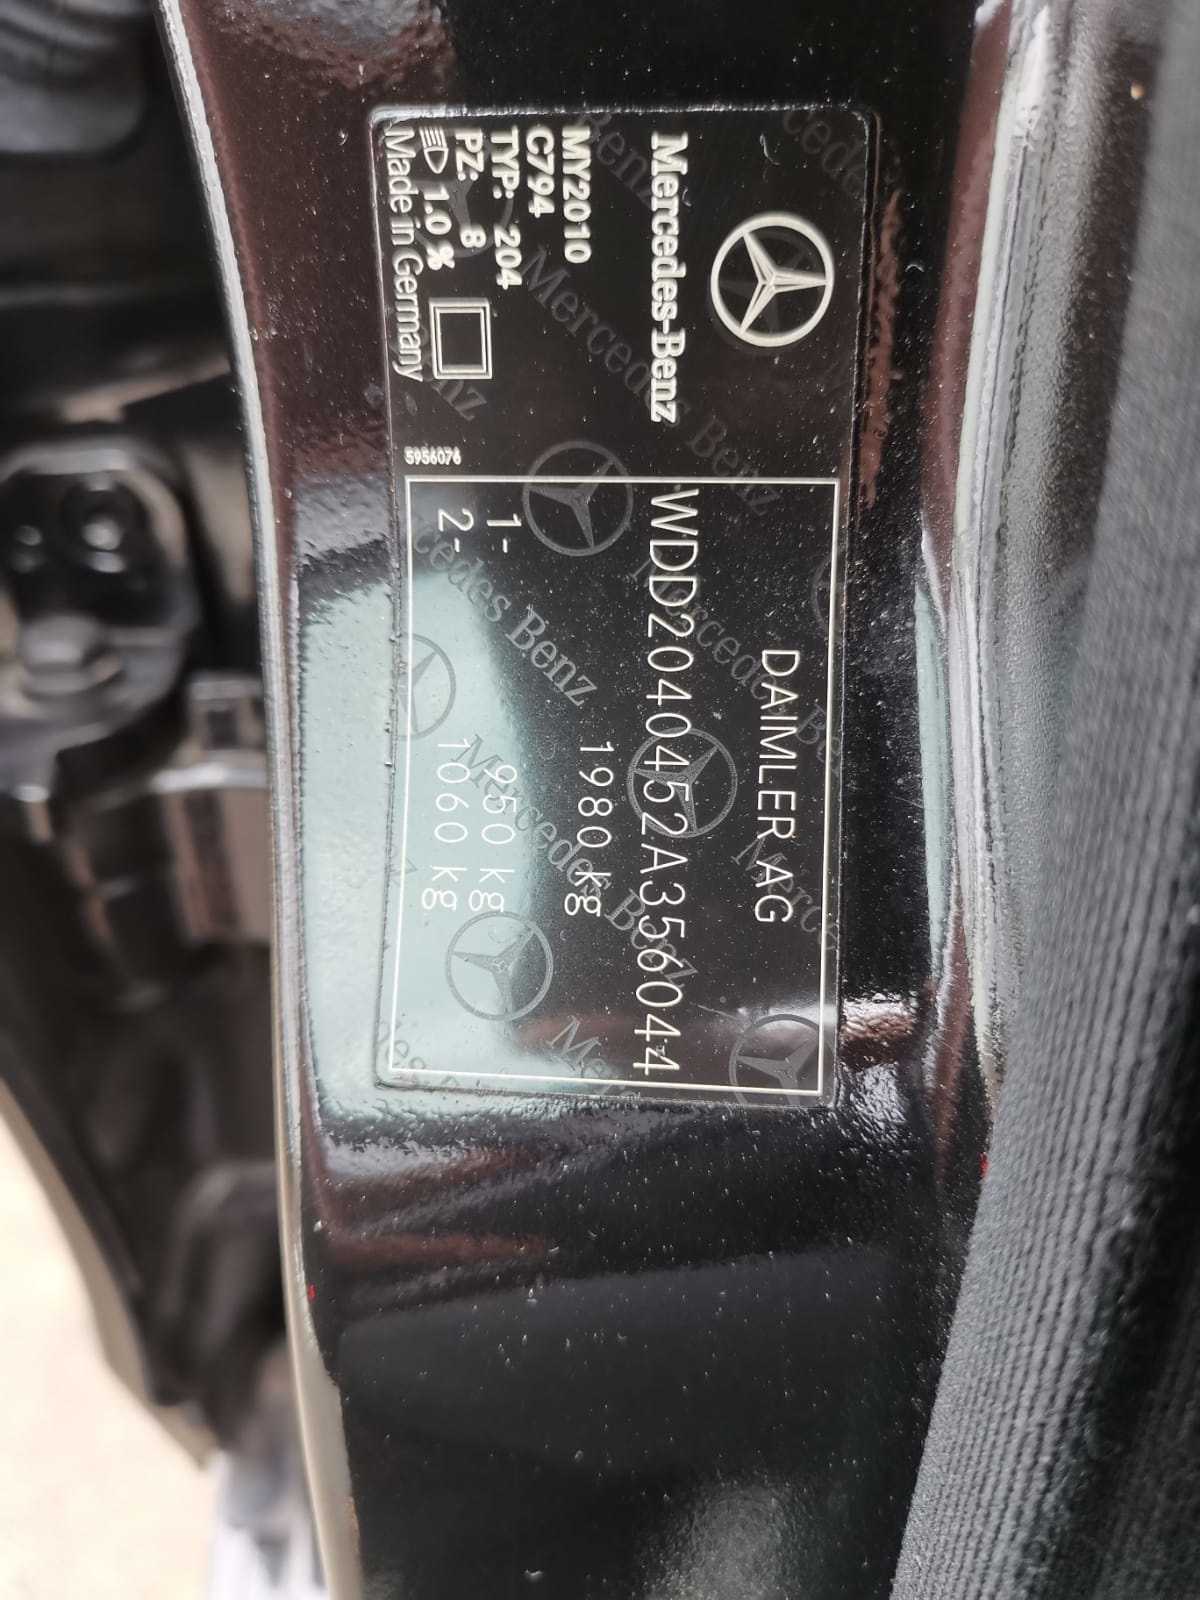 Mercedes-Benz
MY2010
C794
TYP: 204
PZ: 8
1.0 %
Made in Germany
5956076
DAIMLER AG
WDD2040452A356044
1980 kg
1- 950 kg
2- 1060 kg